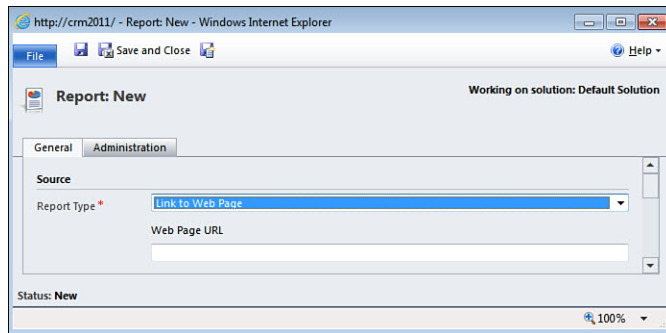 http://crm2011/ - Report: New - Windows Internet Explorer
File Save and Close Help
Report: New
Working on solution: Default Solution
General Administration
Source
Report Type * Link to Web Page
Web Page URL
Status: New
100%